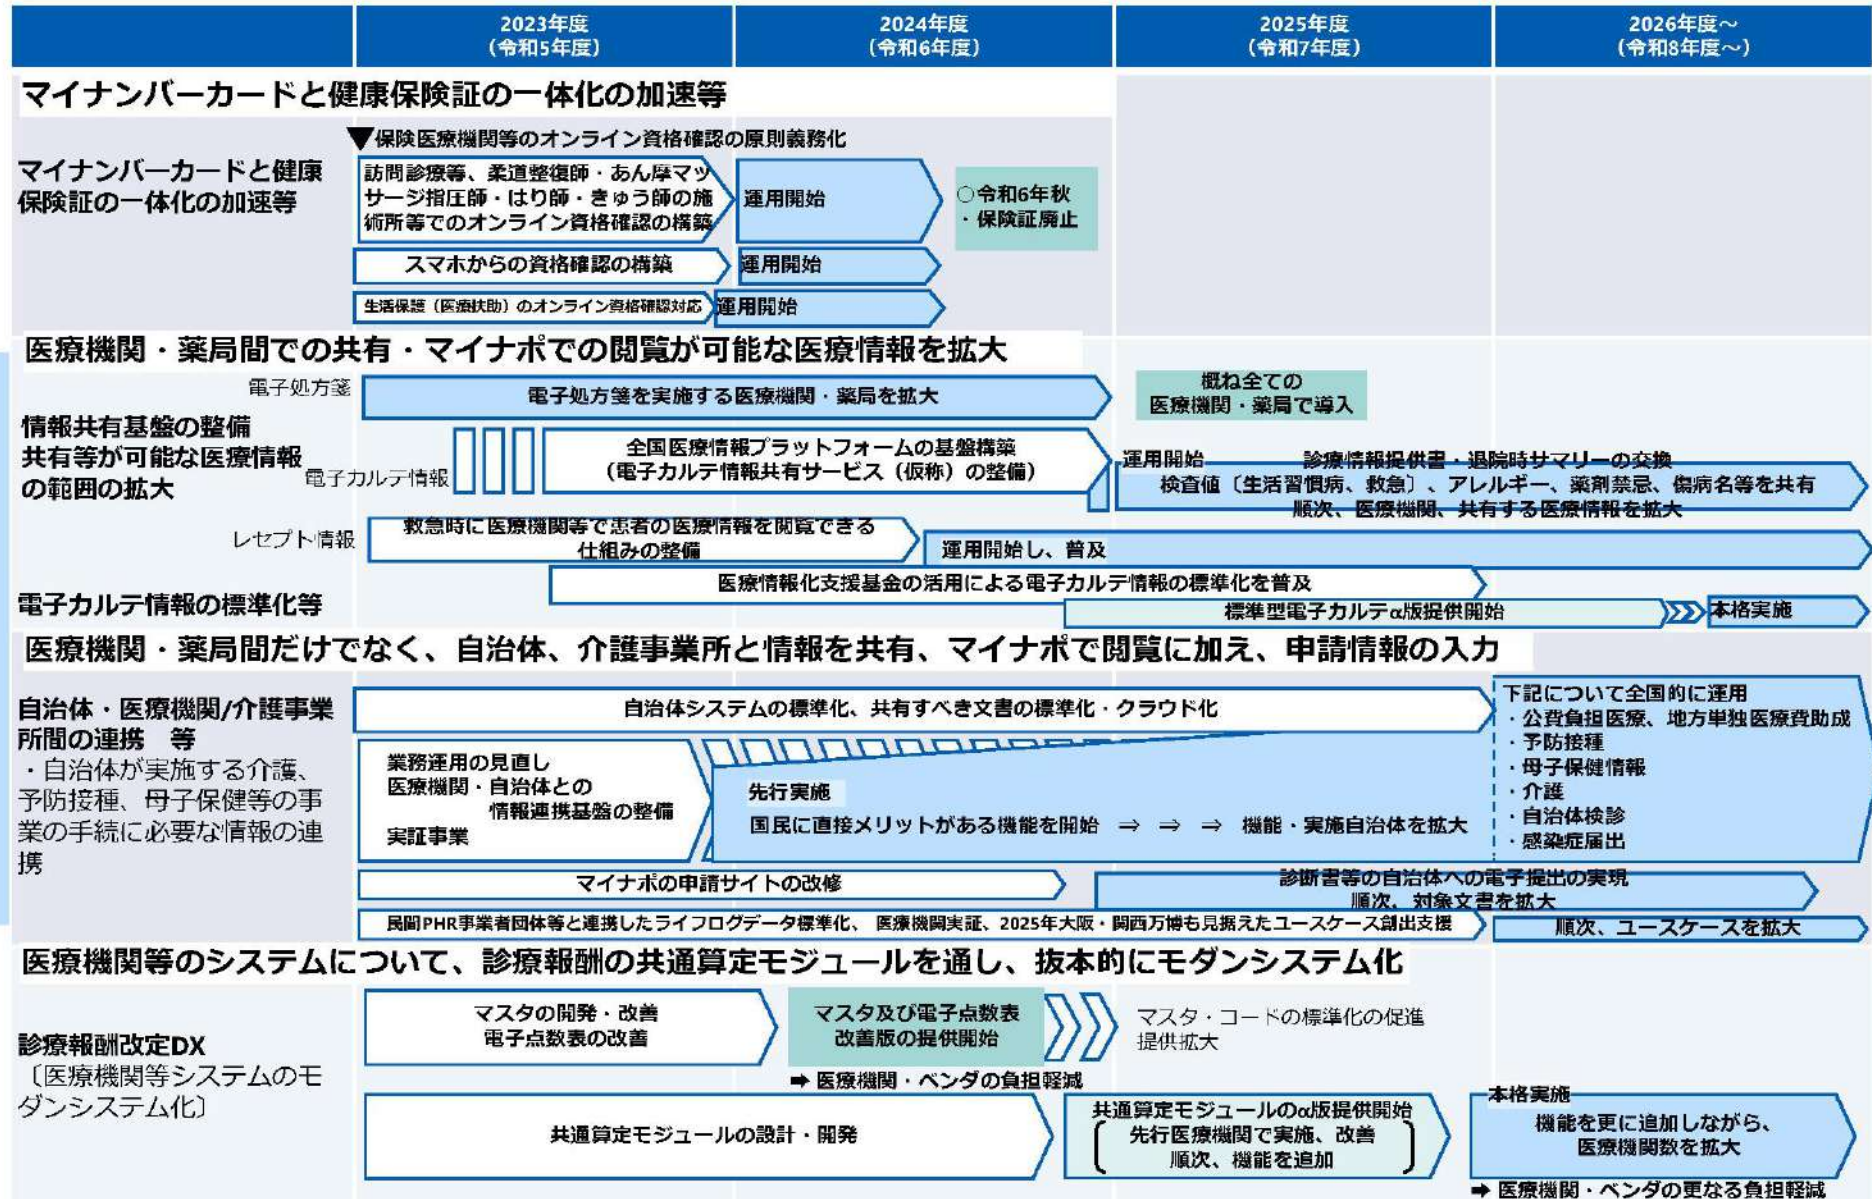 2023年度
(令和5年度)
2024年度
(令和6年度)
2025年度
(令和7年度)
2026年度~
(令和8年度~)
マイナンバーカードと健康保険証の一体化の加速等
マイナンバーカードと健康
保険証の一体化の加速等
▼保険医療機関等のオンライン資格確認の原則義務化
訪問診療等、柔道整復師・あん摩マッ
サージ指圧師・はり師・きゅう師の施
術所等でのオンライン資格確認の構築
運用開始
○令和6年秋
・保険証廃止
スマホからの資格確認の構築
運用開始
生活保護(医療扶助)のオンライン資格確認対応
運用開始
医療機関・薬局間での共有・マイナポでの閲覧が可能な医療情報を拡大
情報共有基盤の整備
共有等が可能な医療情報
の範囲の拡大
電子処方箋
電子処方箋を実施する医療機関・薬局を拡大
概ね全ての
医療機関・薬局で導入
電子カルテ情報
全国医療情報プラットフォームの基盤構築
(電子カルテ情報共有サービス(仮称)の整備)
運用開始
診療情報提供書・退院時サマリーの交換
検査値〔生活習慣病、救急〕、アレルギー、薬剤禁忌、傷病名等を共有
順次、医療機関、共有する医療情報を拡大
レセプト情報
救急時に医療機関等で患者の医療情報を閲覧できる
仕組みの整備
運用開始し、普及
電子カルテ情報の標準化等
医療情報化支援基金の活用による電子カルテ情報の標準化を普及
標準型電子カルテα版提供開始
本格実施
医療機関・薬局間だけでなく、自治体、介護事業所と情報を共有、マイナポで閲覧に加え、申請情報の入力
自治体・医療機関/介護事業
所間の連携 等
・自治体が実施する介護、
予防接種、母子保健等の事
業の手続に必要な情報の連
携
自治体システムの標準化、共有すべき文書の標準化・クラウド化
業務運用の見直し
医療機関・自治体との
情報連携基盤の整備
実証事業
先行実施
国民に直接メリットがある機能を開始 ⇒ ⇒ ⇒ 機能・実施自治体を拡大
下記について全国的に運用
・公費負担医療、地方単独医療費助成
・予防接種
・母子保健情報
・介護
・自治体検診
・感染症届出
マイナポの申請サイトの改修
診断書等の自治体への電子提出の実現
順次、対象文書を拡大
民間PHR事業者団体等と連携したライフログデータ標準化、医療機関実証、2025年大阪・関西万博も見据えたユースケース創出支援
順次、ユースケースを拡大
医療機関等のシステムについて、診療報酬の共通算定モジュールを通し、抜本的にモダンシステム化
診療報酬改定DX
〔医療機関等システムのモ
ダンシステム化〕
マスタの開発・改善
電子点数表の改善
マスタ及び電子点数表
改善版の提供開始
マスタ・コードの標準化の促進
提供拡大
➡ 医療機関・ベンダの負担軽減
共通算定モジュールの設計・開発
共通算定モジュールのα版提供開始
先行医療機関で実施、改善
順次、機能を追加
本格実施
機能を更に追加しながら、
医療機関数を拡大
➡ 医療機関・ベンダの更なる負担軽減